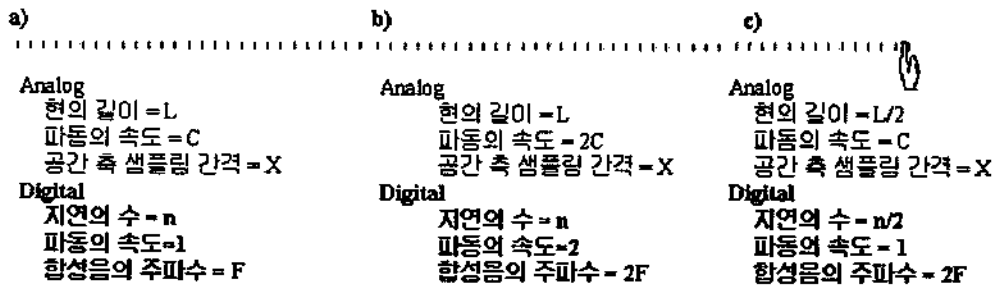 a)
Analog
현의 길이 = L
파동의 속도 = C
공간 축 샘플링 간격 = X
Digital
지연의 수 = n
파동의 속도=1
합성음의 주파수 = F
b)
Analog
현의 길이 = L
파동의 속도 = 2C
공간 축 샘플링 간격 = X
Digital
지연의 수 = n
파동의 속도=2
합성음의 주파수 = 2F
c)
Analog
현의 길이 = L/2
파동의 속도 = C
공간 축 샘플링 간격 = X
Digital
지연의 수 = n/2
파동의 속도 = 1
합성음의 주파수 = 2F